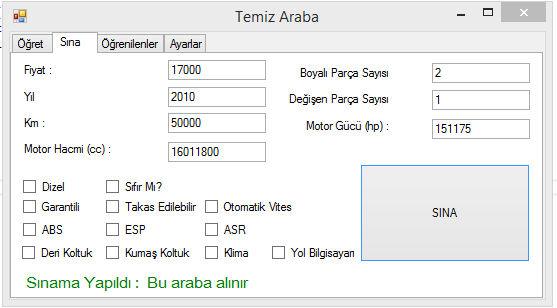 Temiz Araba
Öğret Sına Öğrenilenler Ayarlar
Fiyat : 17000 Boyalı Parça Sayısı 2
Yıl 2010 Değişen Parça Sayısı 1
Km : 50000 Motor Gücü (hp) : 151175
Motor Hacmi (cc) : 16011800
Dizel Sıfır Mı?
Garantili Takas Edilebilir Otomatik Vites
ABS ESP ASR
Deri Koltuk Kumaş Koltuk Klima Yol Bilgisayarı
SINA
Sınama Yapıldı : Bu araba alınır